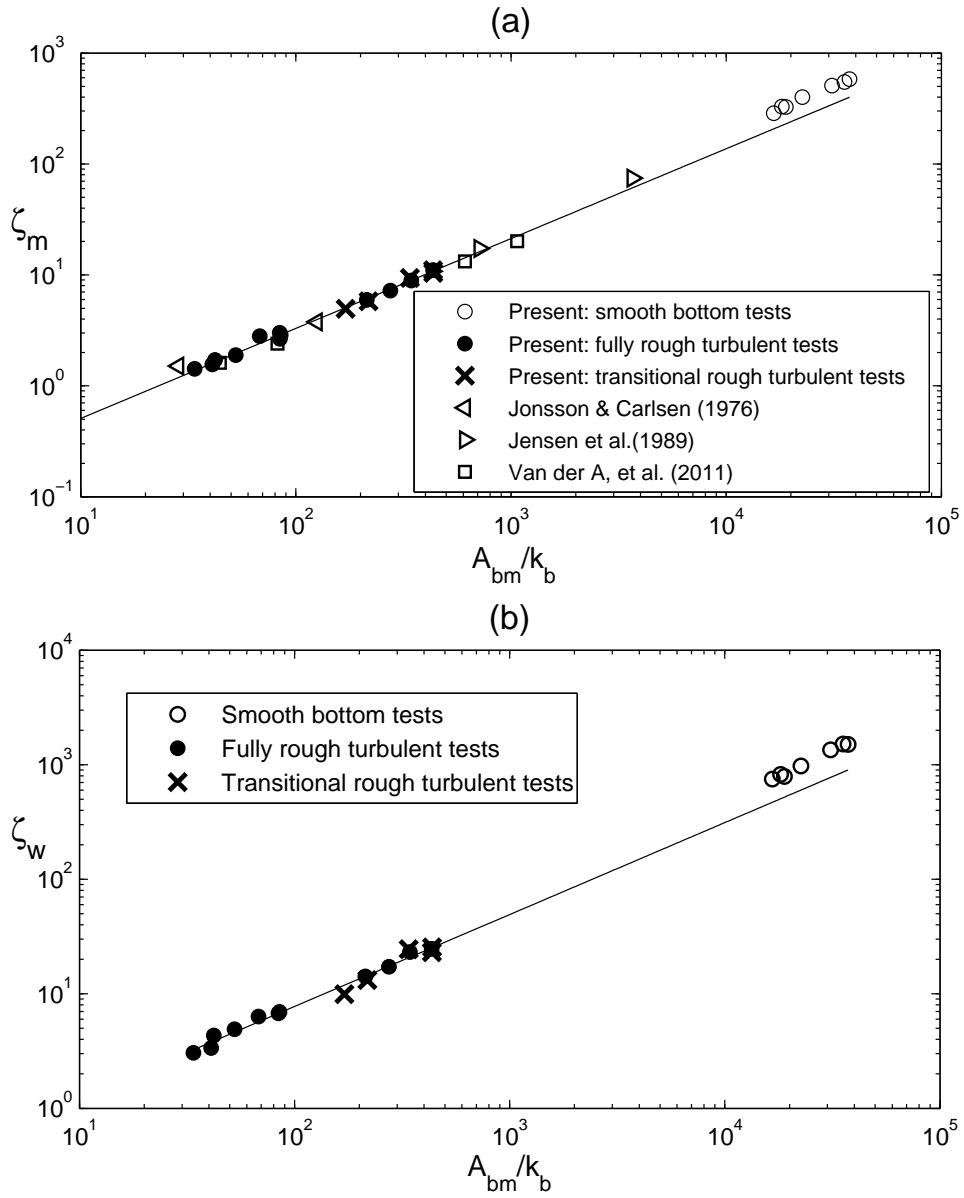 (a)
10^3
10^2
10^1
10^0
10^-1
ζ_m
Present: smooth bottom tests
Present: fully rough turbulent tests
Present: transitional rough turbulent tests
Jonsson & Carlsen (1976)
Jensen et al.(1989)
Van der A, et al. (2011)
10^1 10^2 10^3 10^4 10^5
A_bm/k_b
(b)
10^4
10^3
10^2
10^1
10^0
ζ_w
Smooth bottom tests
Fully rough turbulent tests
Transitional rough turbulent tests
10^1 10^2 10^3 10^4 10^5
A_bm/k_b